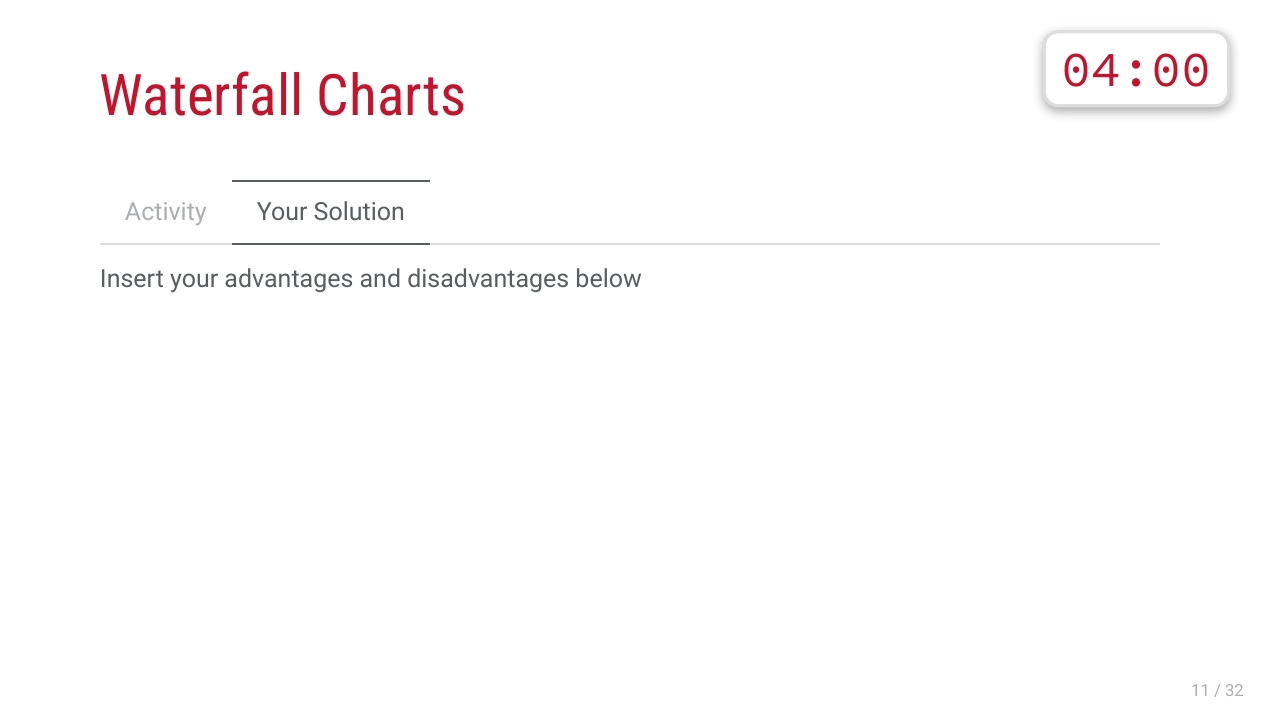 Waterfall Charts
04:00
Activity
Your Solution
Insert your advantages and disadvantages below
11 / 32